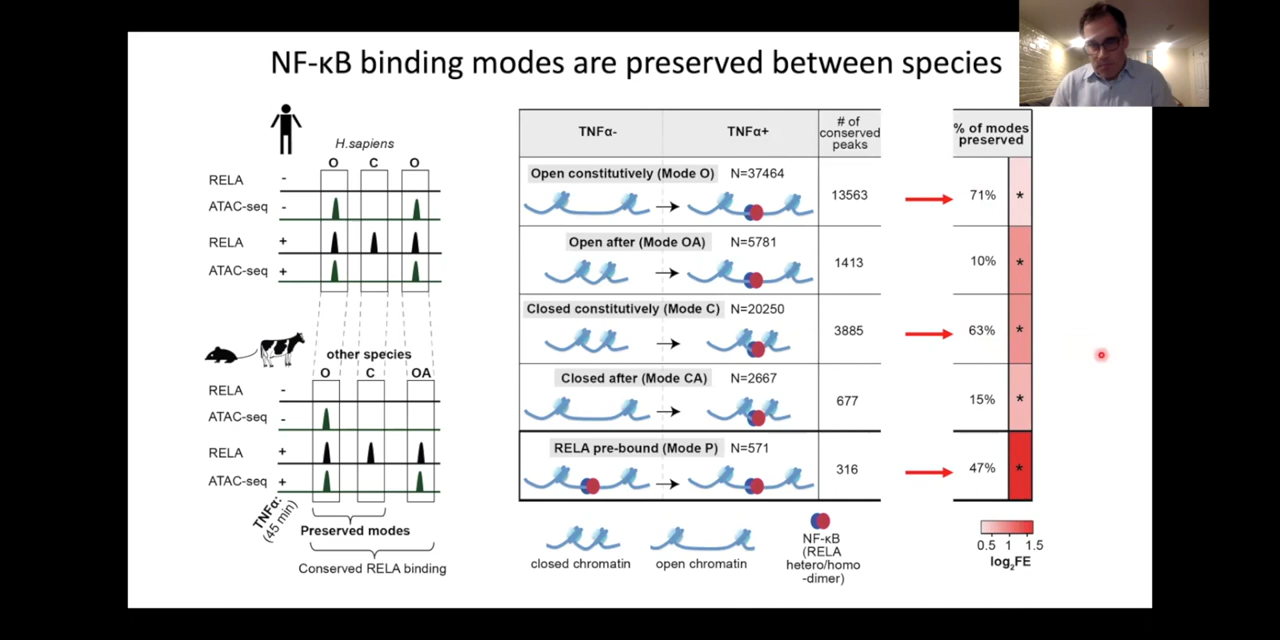 NF-κB binding modes are preserved between species
H.sapiens
O C O
RELA -
ATAC-seq -
RELA +
ATAC-seq +
other species
O C OA
RELA -
ATAC-seq -
RELA +
ATAC-seq +
TNFα:
(45 min)
Preserved modes
Conserved RELA binding
TNFα- TNFα+
# of
conserved
peaks
% of modes
preserved
Open constitutively (Mode O) N=37464
13563 71% *
Open after (Mode OA) N=5781
1413 10% *
Closed constitutively (Mode C) N=20250
3885 63% *
Closed after (Mode CA) N=2667
677 15% *
RELA pre-bound (Mode P) N=571
316 47% *
closed chromatin
open chromatin
NF-κB
(RELA
hetero/homo
-dimer)
0.5 1 1.5
log2FE